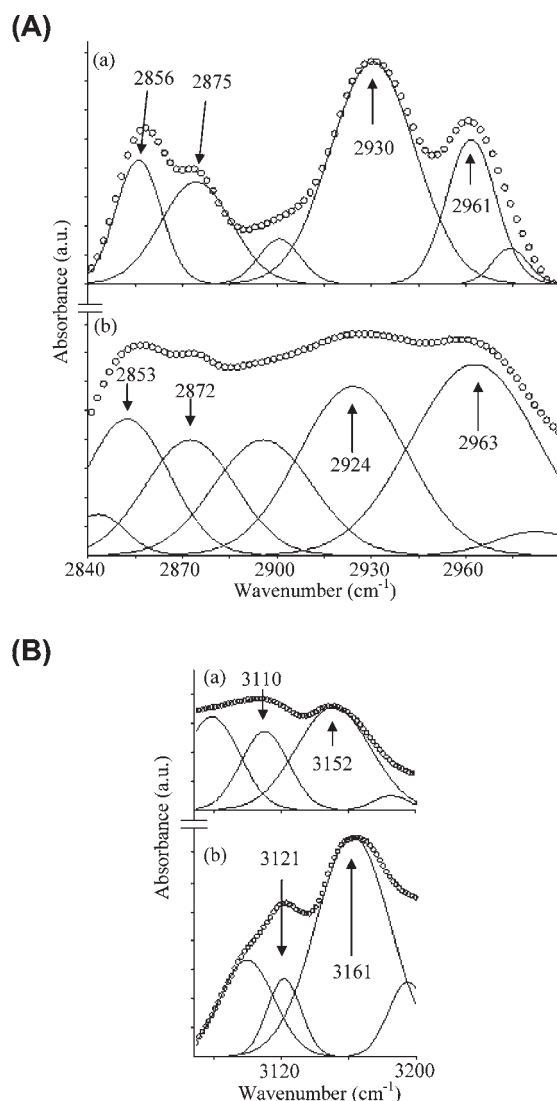 (A)
(a)
2856
2875
2930
2961
Absorbance (a.u.)
(b)
2853
2872
2924
2963
2840 2870 2900 2930 2960
Wavenumber (cm-1)
(B)
(a)
3110
3152
Absorbance (a.u.)
(b)
3121
3161
3120 3200
Wavenumber (cm-1)